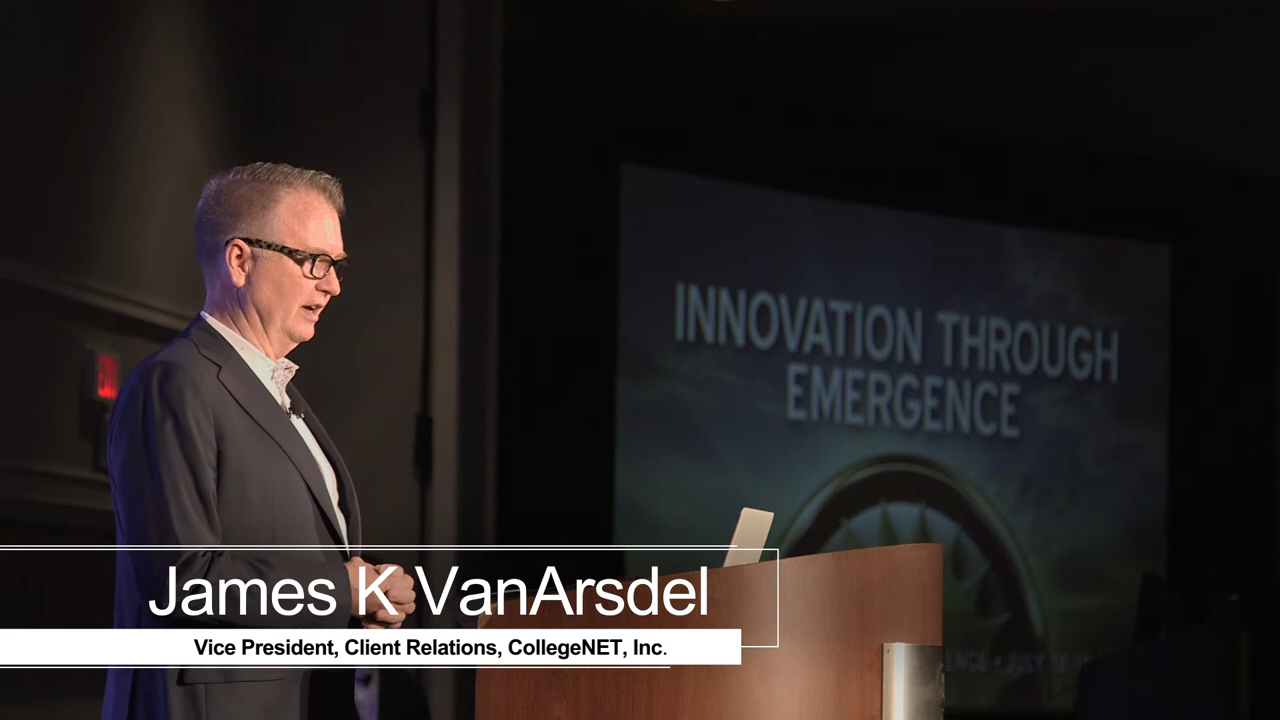 INNOVATION THROUGH
EMERGENCE
James K VanArsdel
Vice President, Client Relations, CollegeNET, Inc.